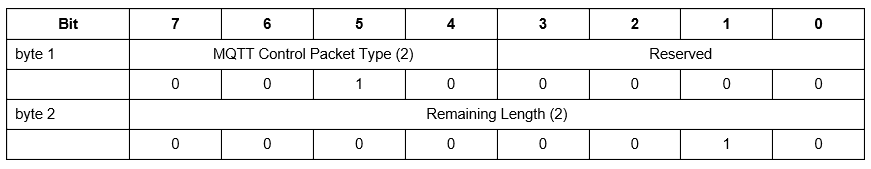 Bit 7 6 5 4 3 2 1 0
byte 1 MQTT Control Packet Type (2) Reserved
0 0 1 0 0 0 0 0
byte 2 Remaining Length (2)
0 0 0 0 0 0 1 0